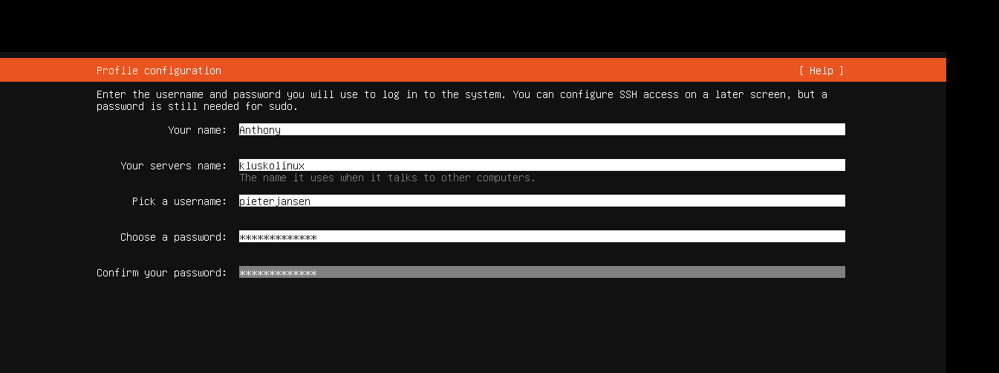 Profile configuration [ Help ]
Enter the username and password you will use to log in to the system. You can configure SSH access on a later screen, but a
password is still needed for sudo.
Your name: Anthony
Your servers name: kluskolinux
The name it uses when it talks to other computers.
Pick a username: pieterjansen
Choose a password: *************
Confirm your password: *************